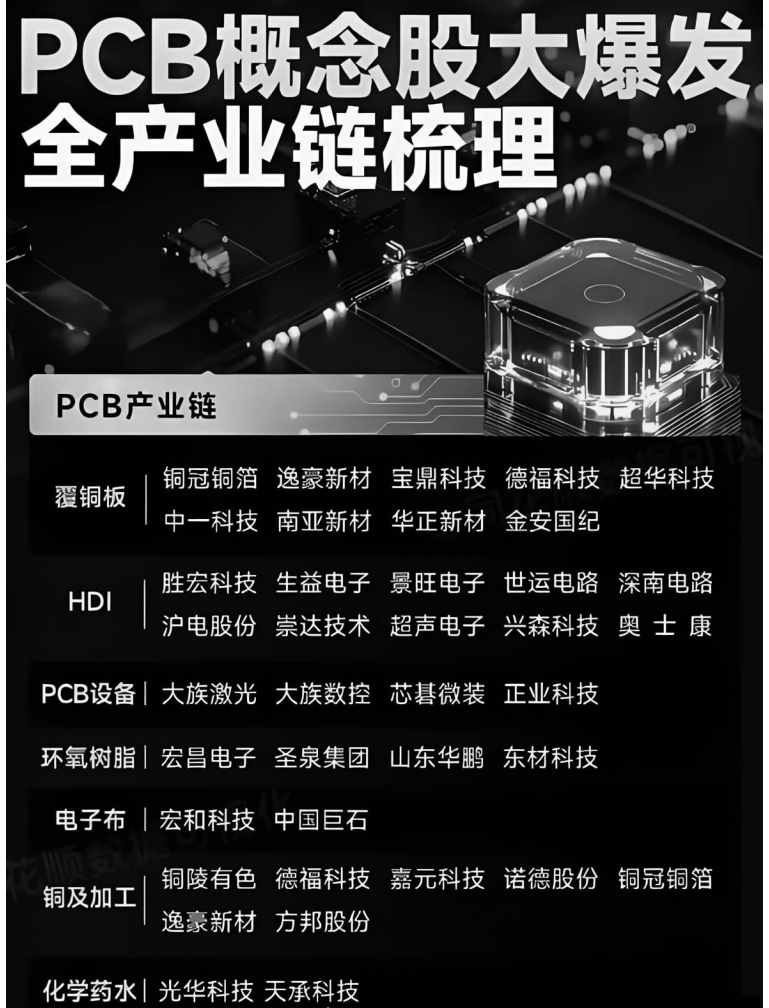 PCB概念股大爆发
全产业链梳理
PCB产业链
覆铜板 铜冠铜箔 逸豪新材 宝鼎科技 德福科技 超华科技
中一科技 南亚新材 华正新材 金安国纪
HDI 胜宏科技 生益电子 景旺电子 世运电路 深南电路
沪电股份 崇达技术 超声电子 兴森科技 奥士康
PCB设备 大族激光 大族数控 芯碁微装 正业科技
环氧树脂 宏昌电子 圣泉集团 山东华鹏 东材科技
电子布 宏和科技 中国巨石
铜及加工 铜陵有色 德福科技 嘉元科技 诺德股份 铜冠铜箔
逸豪新材 方邦股份
化学药水 光华科技 天承科技